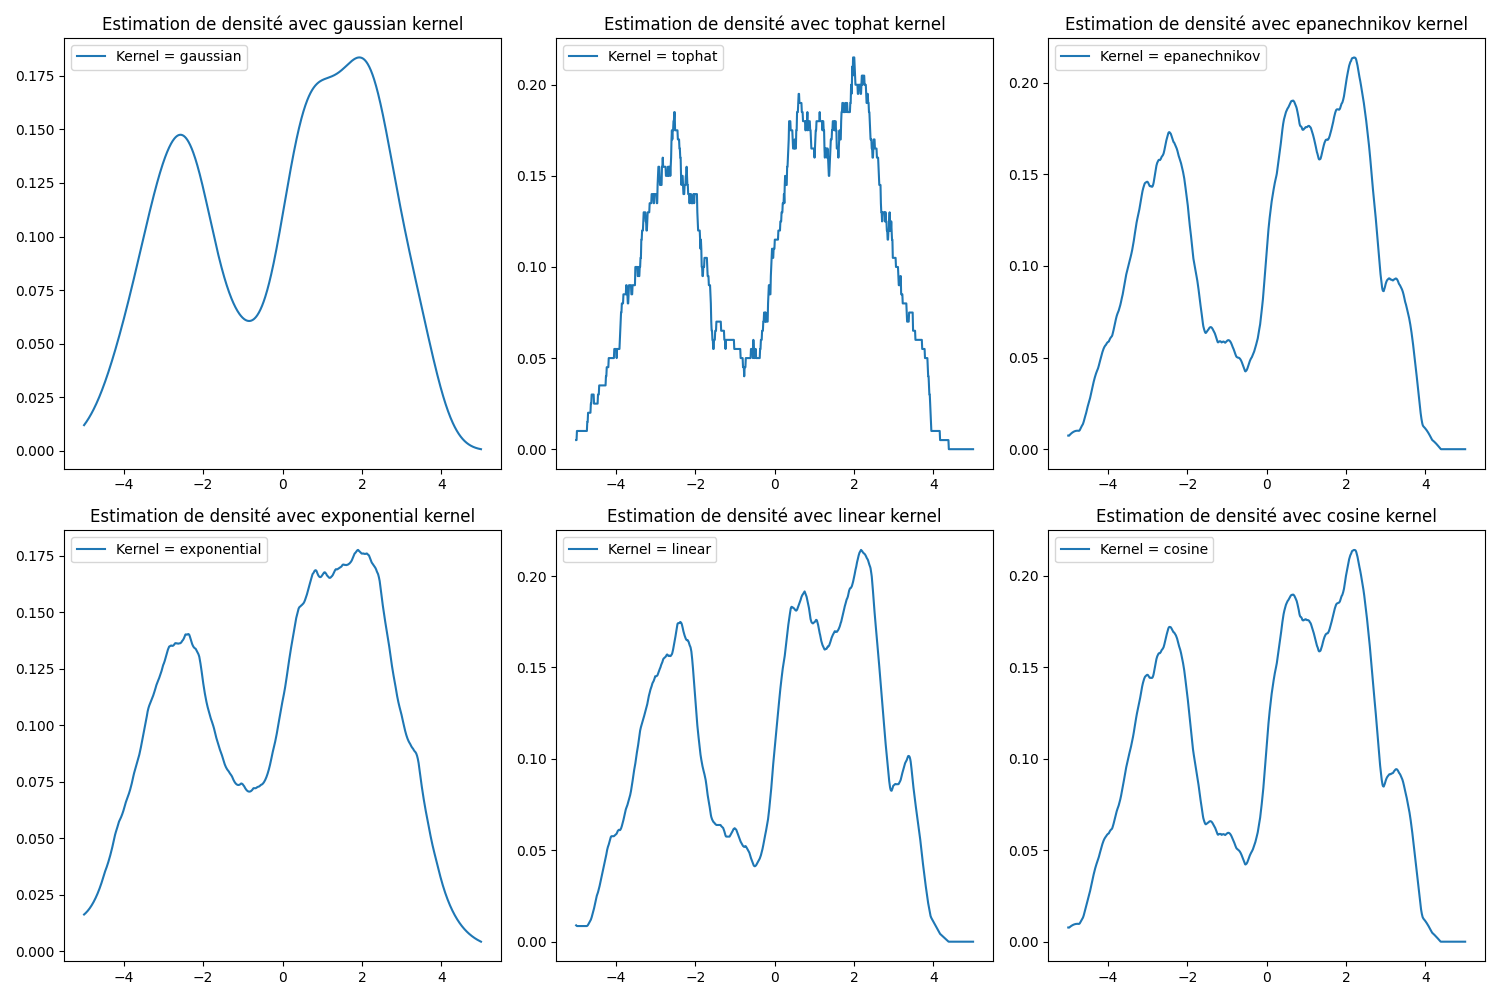 Estimation de densité avec gaussian kernel
Kernel = gaussian
0.175
0.150
0.125
0.100
0.075
0.050
0.025
0.000
−4 −2 0 2 4
Estimation de densité avec tophat kernel
Kernel = tophat
0.20
0.15
0.10
0.05
0.00
−4 −2 0 2 4
Estimation de densité avec epanechnikov kernel
Kernel = epanechnikov
0.20
0.15
0.10
0.05
0.00
−4 −2 0 2 4
Estimation de densité avec exponential kernel
Kernel = exponential
0.175
0.150
0.125
0.100
0.075
0.050
0.025
0.000
−4 −2 0 2 4
Estimation de densité avec linear kernel
Kernel = linear
0.20
0.15
0.10
0.05
0.00
−4 −2 0 2 4
Estimation de densité avec cosine kernel
Kernel = cosine
0.20
0.15
0.10
0.05
0.00
−4 −2 0 2 4